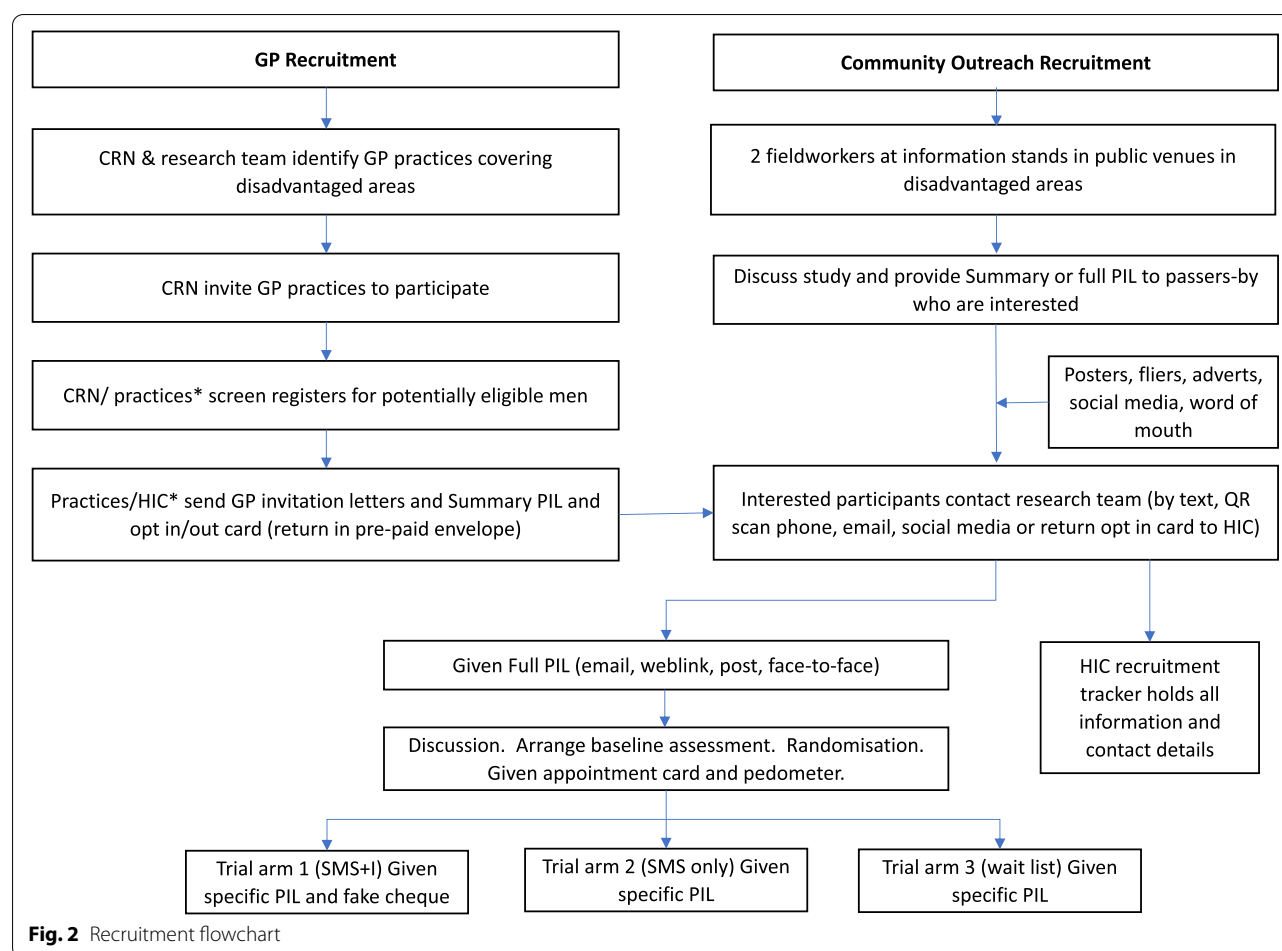 GP Recruitment
CRN & research team identify GP practices covering
disadvantaged areas
CRN invite GP practices to participate
CRN/ practices* screen registers for potentially eligible men
Practices/HIC* send GP invitation letters and Summary PIL and
opt in/out card (return in pre-paid envelope)
Community Outreach Recruitment
2 fieldworkers at information stands in public venues in
disadvantaged areas
Discuss study and provide Summary or full PIL to passers-by
who are interested
Posters, fliers, adverts,
social media, word of
mouth
Interested participants contact research team (by text, QR
scan phone, email, social media or return opt in card to HIC)
Given Full PIL (email, weblink, post, face-to-face)
HIC recruitment
tracker holds all
information and
contact details
Discussion.  Arrange baseline assessment.  Randomisation.
Given appointment card and pedometer.
Trial arm 1 (SMS+I) Given
specific PIL and fake cheque
Trial arm 2 (SMS only) Given
specific PIL
Trial arm 3 (wait list) Given
specific PIL
Fig. 2 Recruitment flowchart